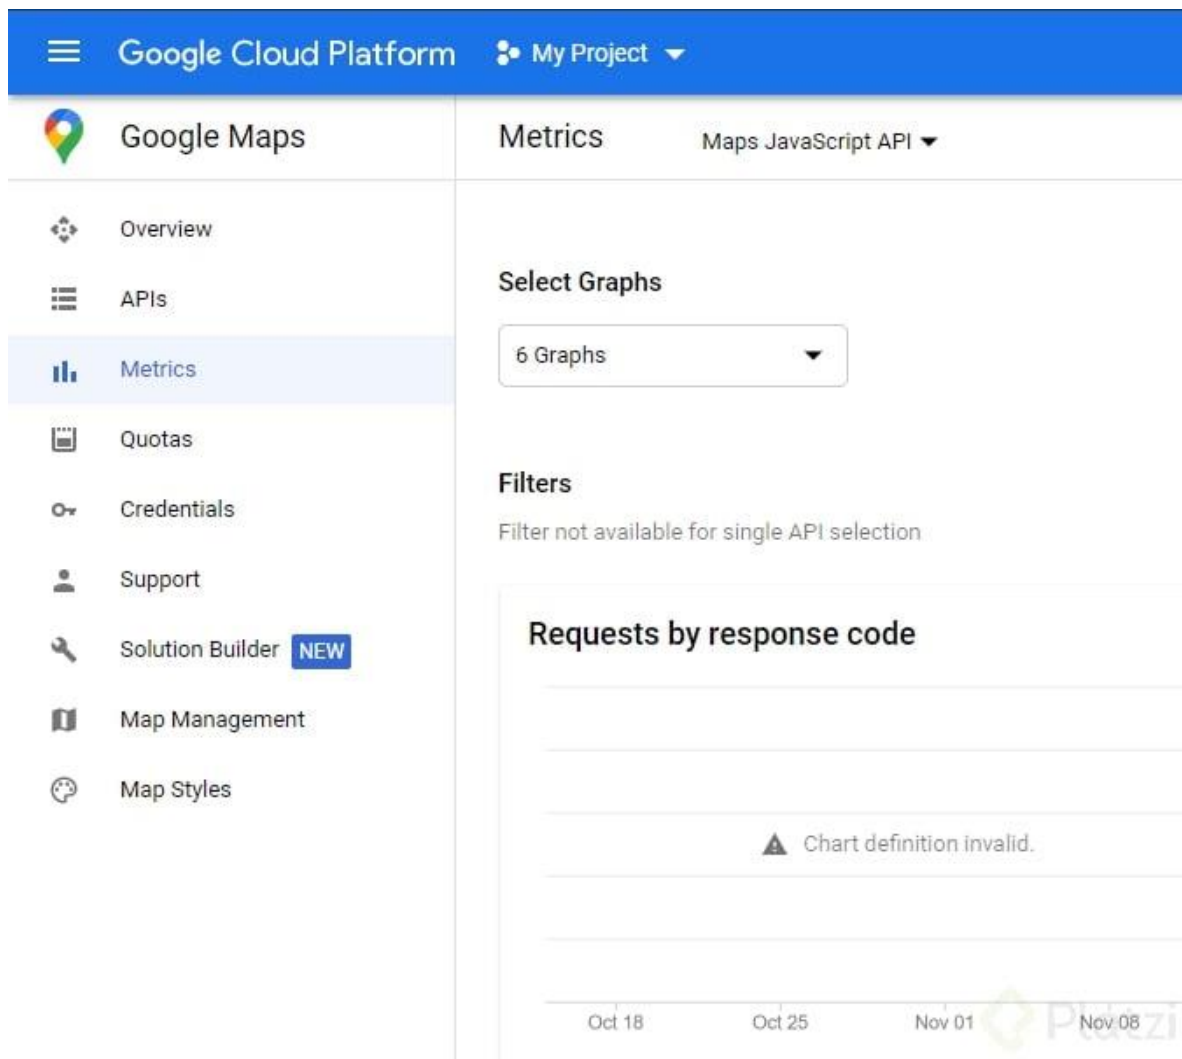 Google Cloud Platform My Project
Google Maps
Metrics Maps JavaScript API
Overview
APIs
Metrics
Quotas
Credentials
Support
Solution Builder NEW
Map Management
Map Styles
Select Graphs
6 Graphs
Filters
Filter not available for single API selection
Requests by response code
Chart definition invalid.
Oct 18 Oct 25 Nov 01 Nov 08
Platzi